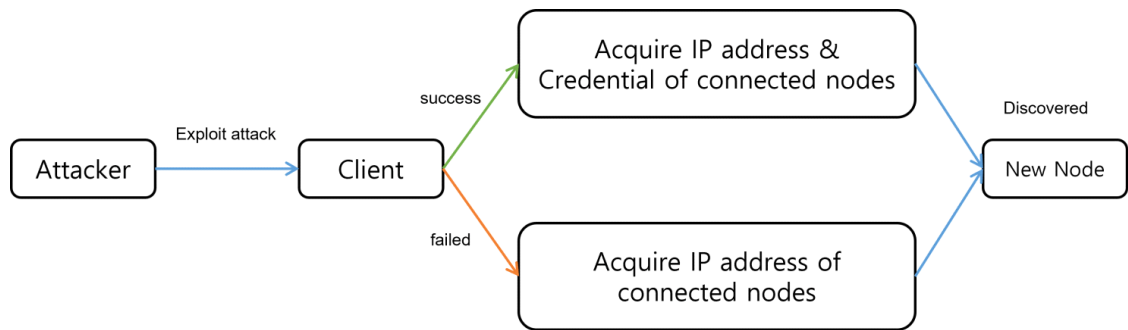 Acquire IP address &
Credential of connected nodes
success
Discovered
Exploit attack
Attacker
Client
New Node
failed
Acquire IP address of
connected nodes